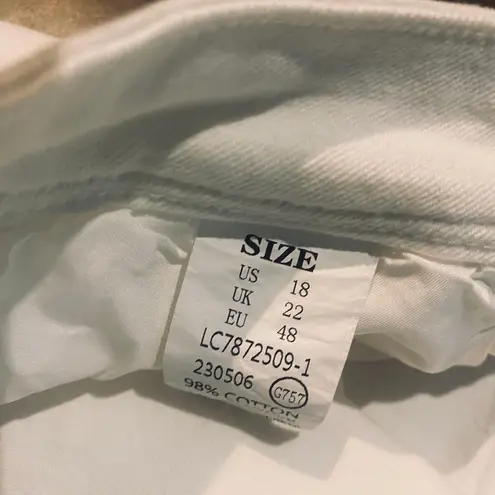 SIZE
US 18
UK 22
EU 48
LC7872509-1
230506 G757
98% COTTON